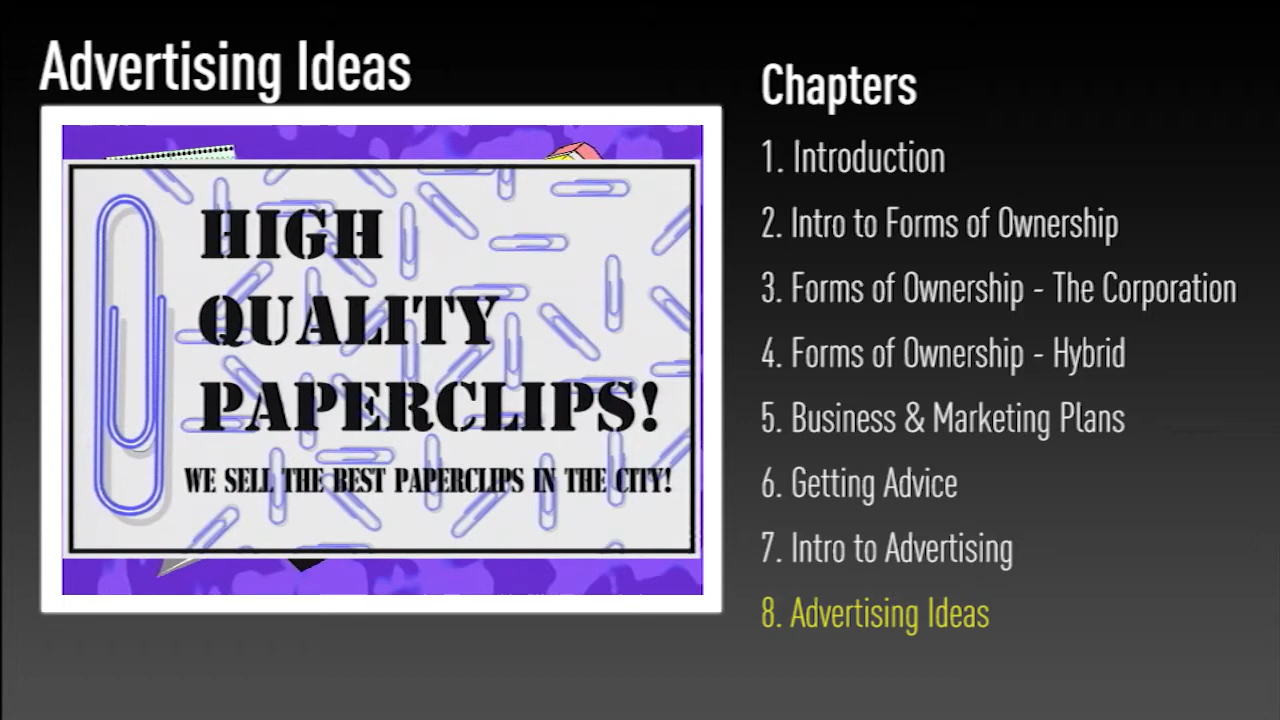 Advertising Ideas
HIGH
QUALITY
PAPERCLIPS!
WE SELL THE BEST PAPERCLIPS IN THE CITY!
Chapters
1. Introduction
2. Intro to Forms of Ownership
3. Forms of Ownership - The Corporation
4. Forms of Ownership - Hybrid
5. Business & Marketing Plans
6. Getting Advice
7. Intro to Advertising
8. Advertising Ideas